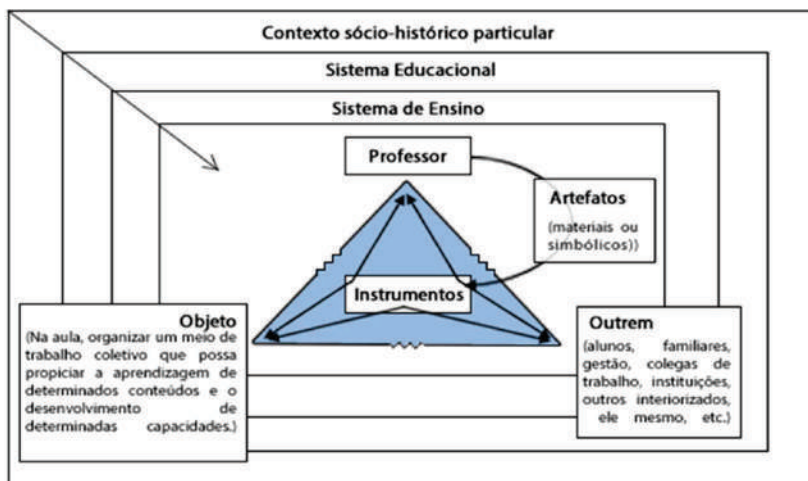 Contexto sócio-histórico particular
Sistema Educacional
Sistema de Ensino
Professor
Artefatos
(materiais ou
simbólicos))
Instrumentos
Objeto
(Na aula, organizar um meio de
trabalho coletivo que possa
propiciar a aprendizagem de
determinados conteúdos e o
desenvolvimento de
determinadas capacidades.)
Outrem
(alunos, familiares,
gestão, colegas de
trabalho, instituições,
outros interiorizados,
ele mesmo, etc.)